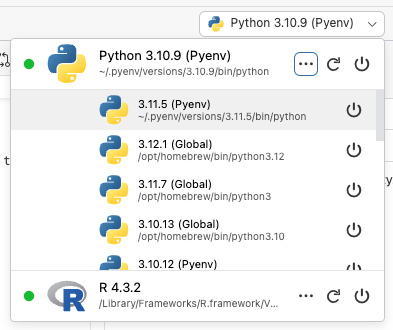 Python 3.10.9 (Pyenv)
Python 3.10.9 (Pyenv)
~/.pyenv/versions/3.10.9/bin/python
3.11.5 (Pyenv)
~/.pyenv/versions/3.11.5/bin/python
3.12.1 (Global)
/opt/homebrew/bin/python3.12
3.11.7 (Global)
/opt/homebrew/bin/python3
3.10.13 (Global)
/opt/homebrew/bin/python3.10
3.10.12 (Pyenv)
R 4.3.2
/Library/Frameworks/R.framework/V...